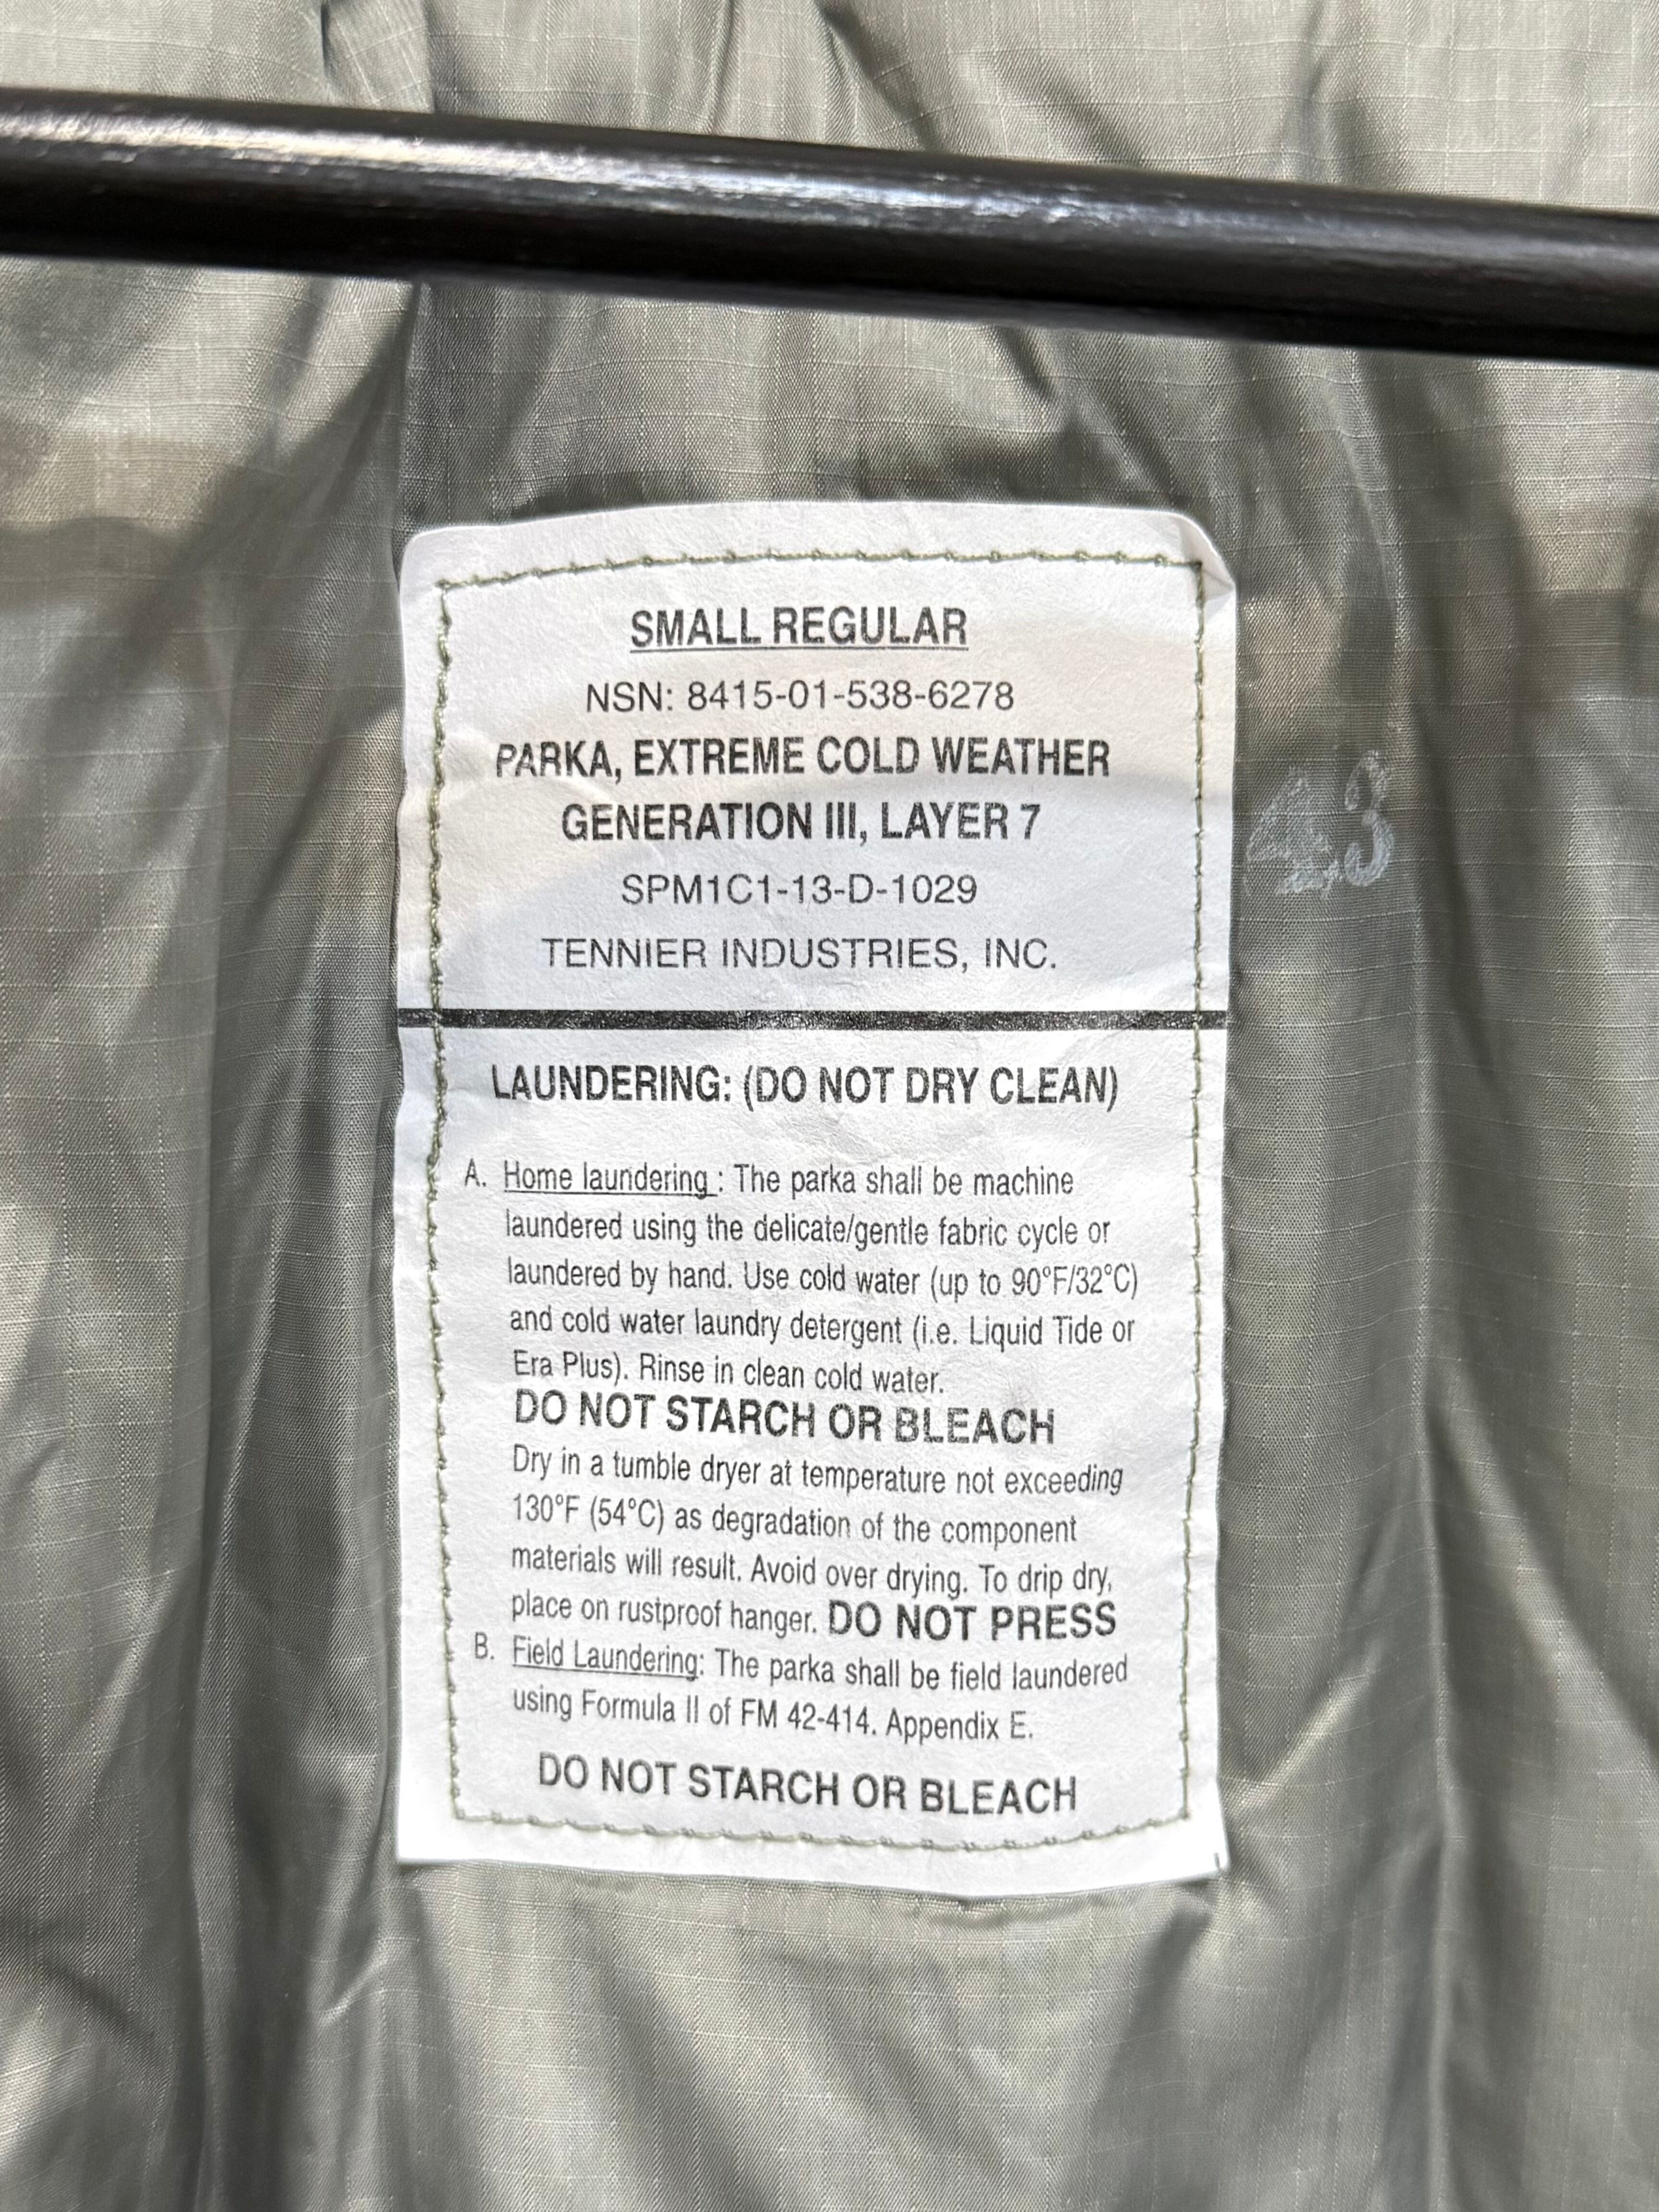 SMALL REGULAR
NSN: 8415-01-538-6278
PARKA, EXTREME COLD WEATHER
GENERATION III, LAYER 7
SPM1C1-13-D-1029
TENNIER INDUSTRIES, INC.
LAUNDERING: (DO NOT DRY CLEAN)
A. Home laundering : The parka shall be machine
laundered using the delicate/gentle fabric cycle or
laundered by hand. Use cold water (up to 90°F/32°C)
and cold water laundry detergent (i.e. Liquid Tide or
Era Plus). Rinse in clean cold water.
DO NOT STARCH OR BLEACH
Dry in a tumble dryer at temperature not exceeding
130°F (54°C) as degradation of the component
materials will result. Avoid over drying. To drip dry,
place on rustproof hanger. DO NOT PRESS
B. Field Laundering: The parka shall be field laundered
using Formula II of FM 42-414. Appendix E.
DO NOT STARCH OR BLEACH
43